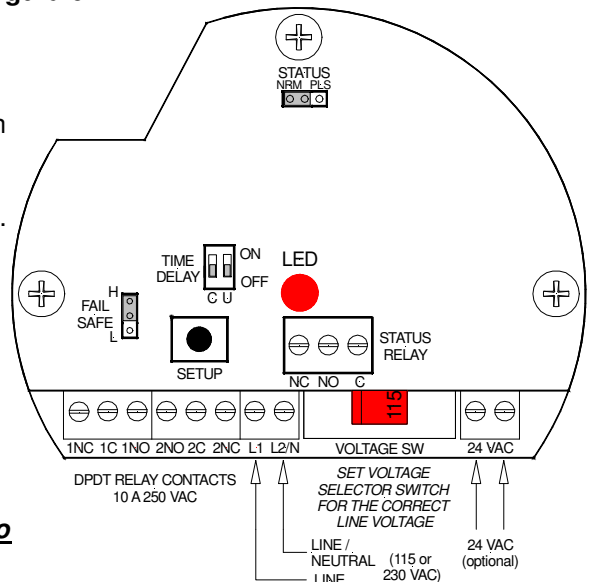 STATUS
NRM PLS
TIME DELAY
ON
OFF
C U
LED
H
FAIL SAFE
L
SETUP
STATUS RELAY
NC NO C
115
1NC 1C 1NO 2NO 2C 2NC L1 L2/N VOLTAGE SW 24 VAC
DPDT RELAY CONTACTS
10 A 250 VAC
SET VOLTAGE
SELECTOR SWITCH
FOR THE CORRECT
LINE VOLTAGE
LINE /
NEUTRAL
LINE
(115 or
230 VAC)
24 VAC
(optional)